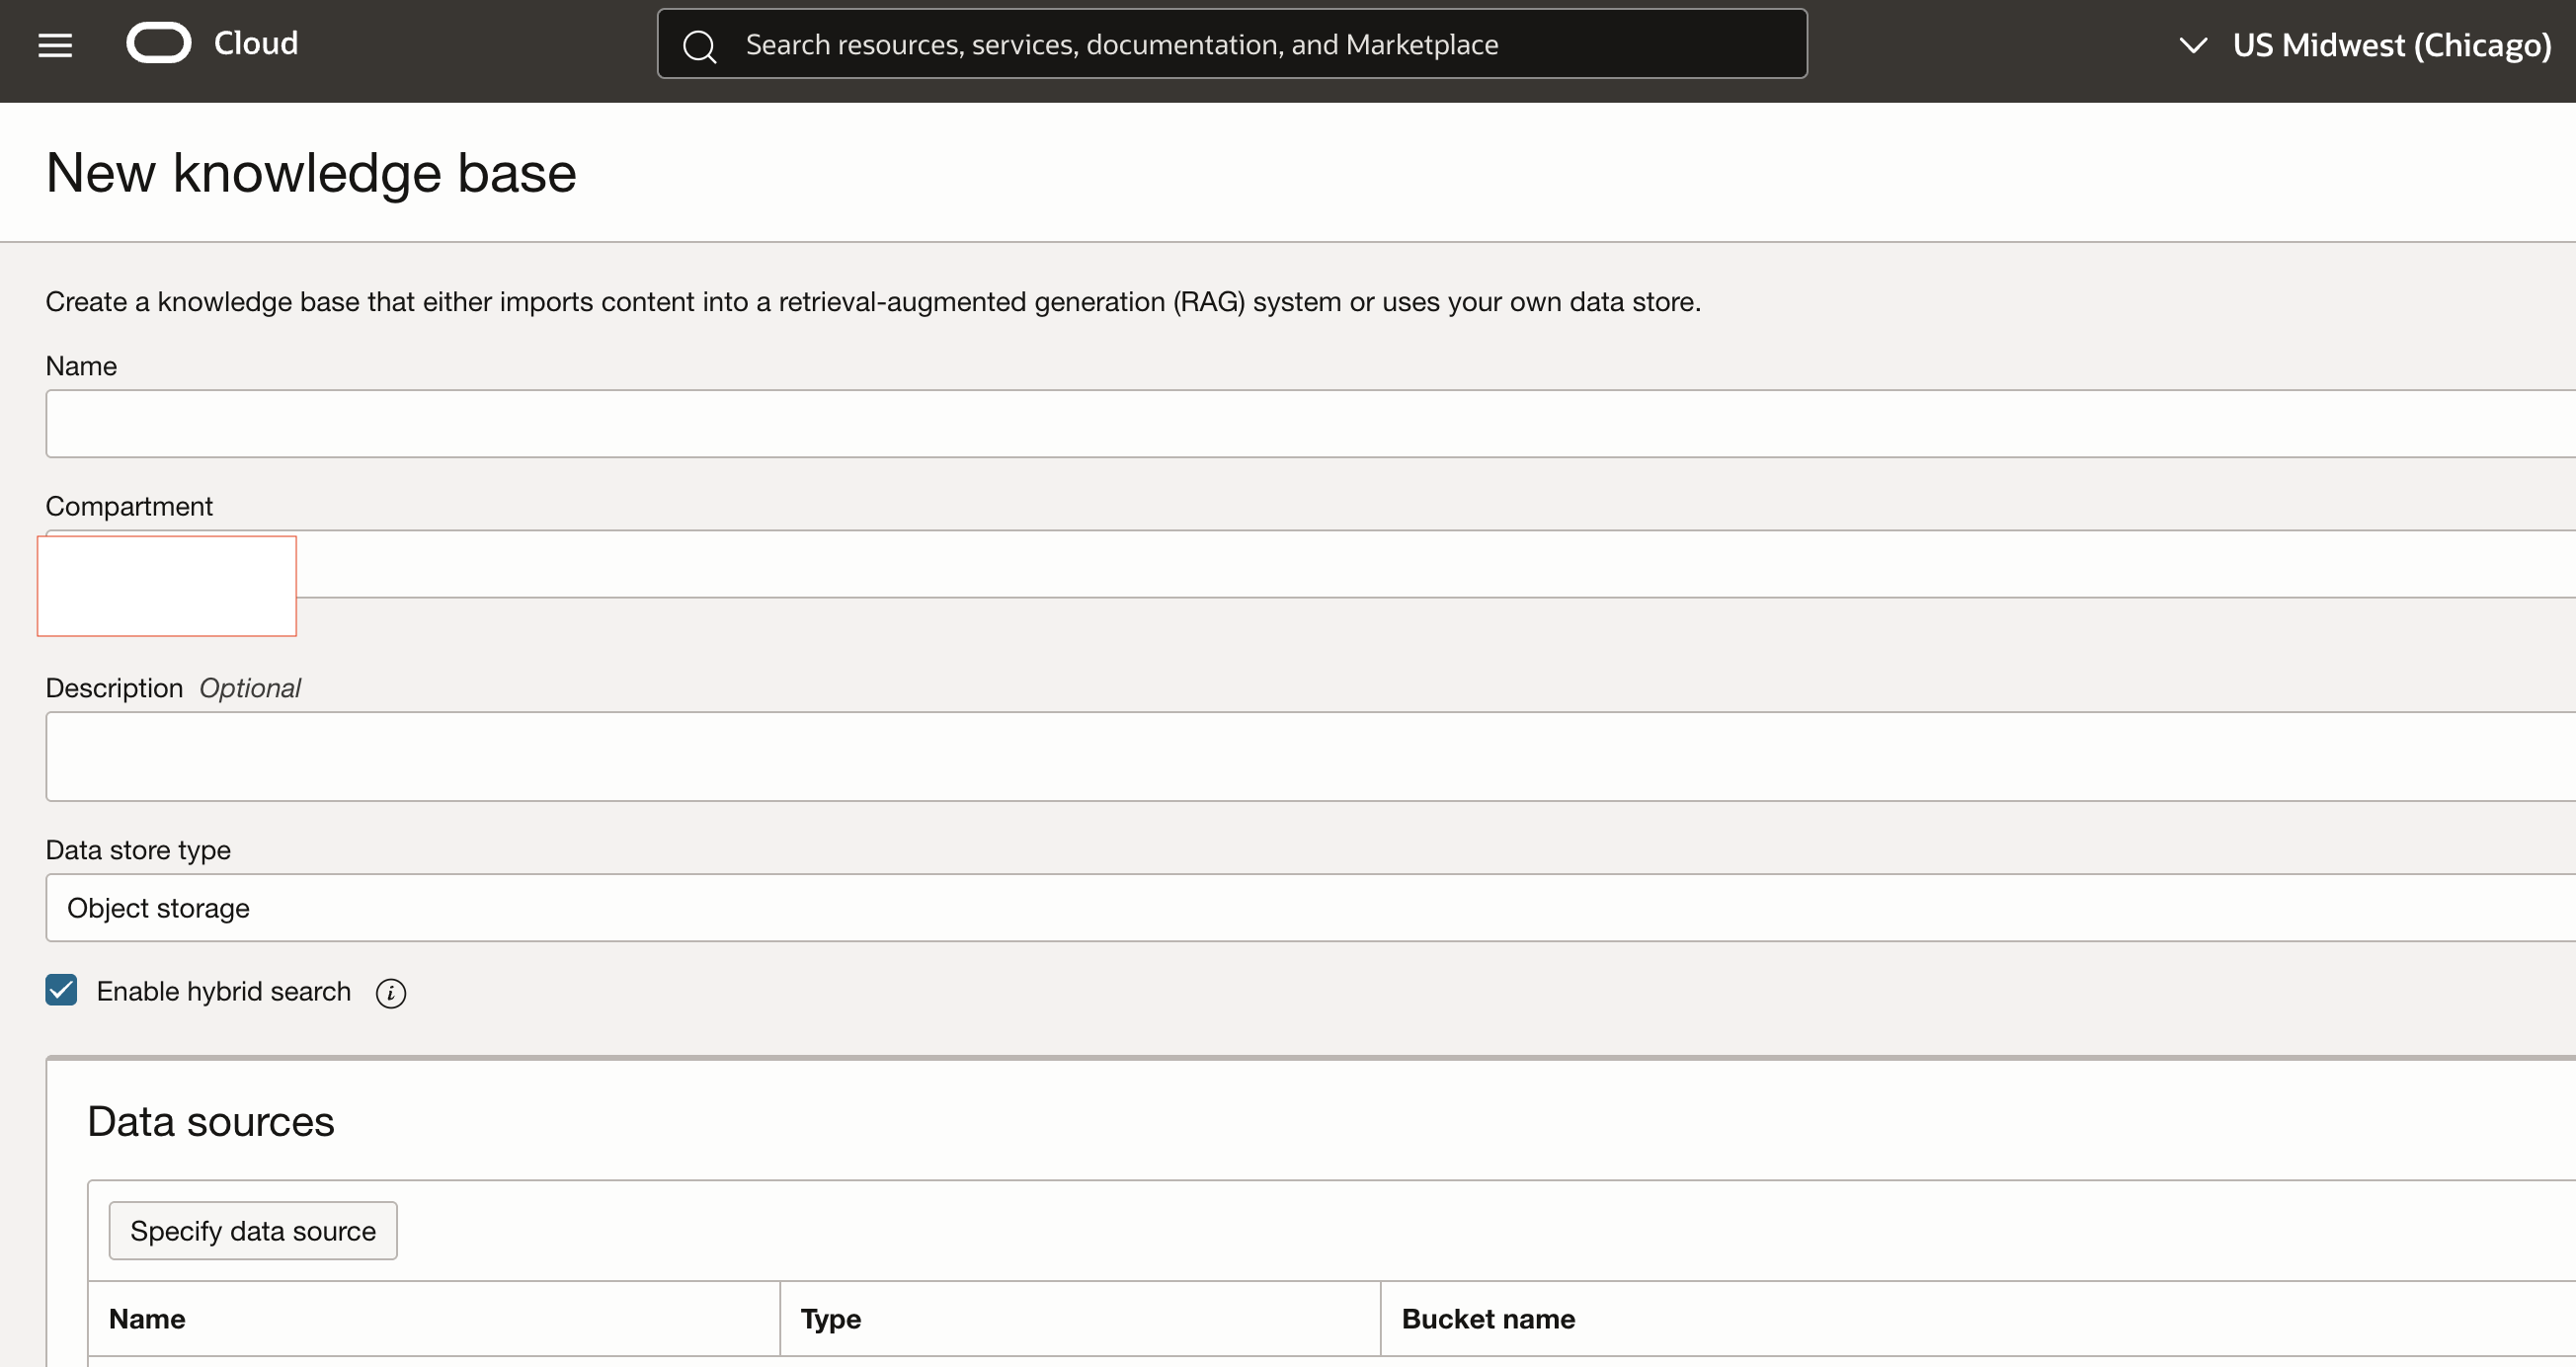 Cloud
Search resources, services, documentation, and Marketplace
US Midwest (Chicago)
New knowledge base
Create a knowledge base that either imports content into a retrieval-augmented generation (RAG) system or uses your own data store.
Name
Compartment
Description Optional
Data store type
Object storage
Enable hybrid search i
Data sources
Specify data source
Name Type Bucket name